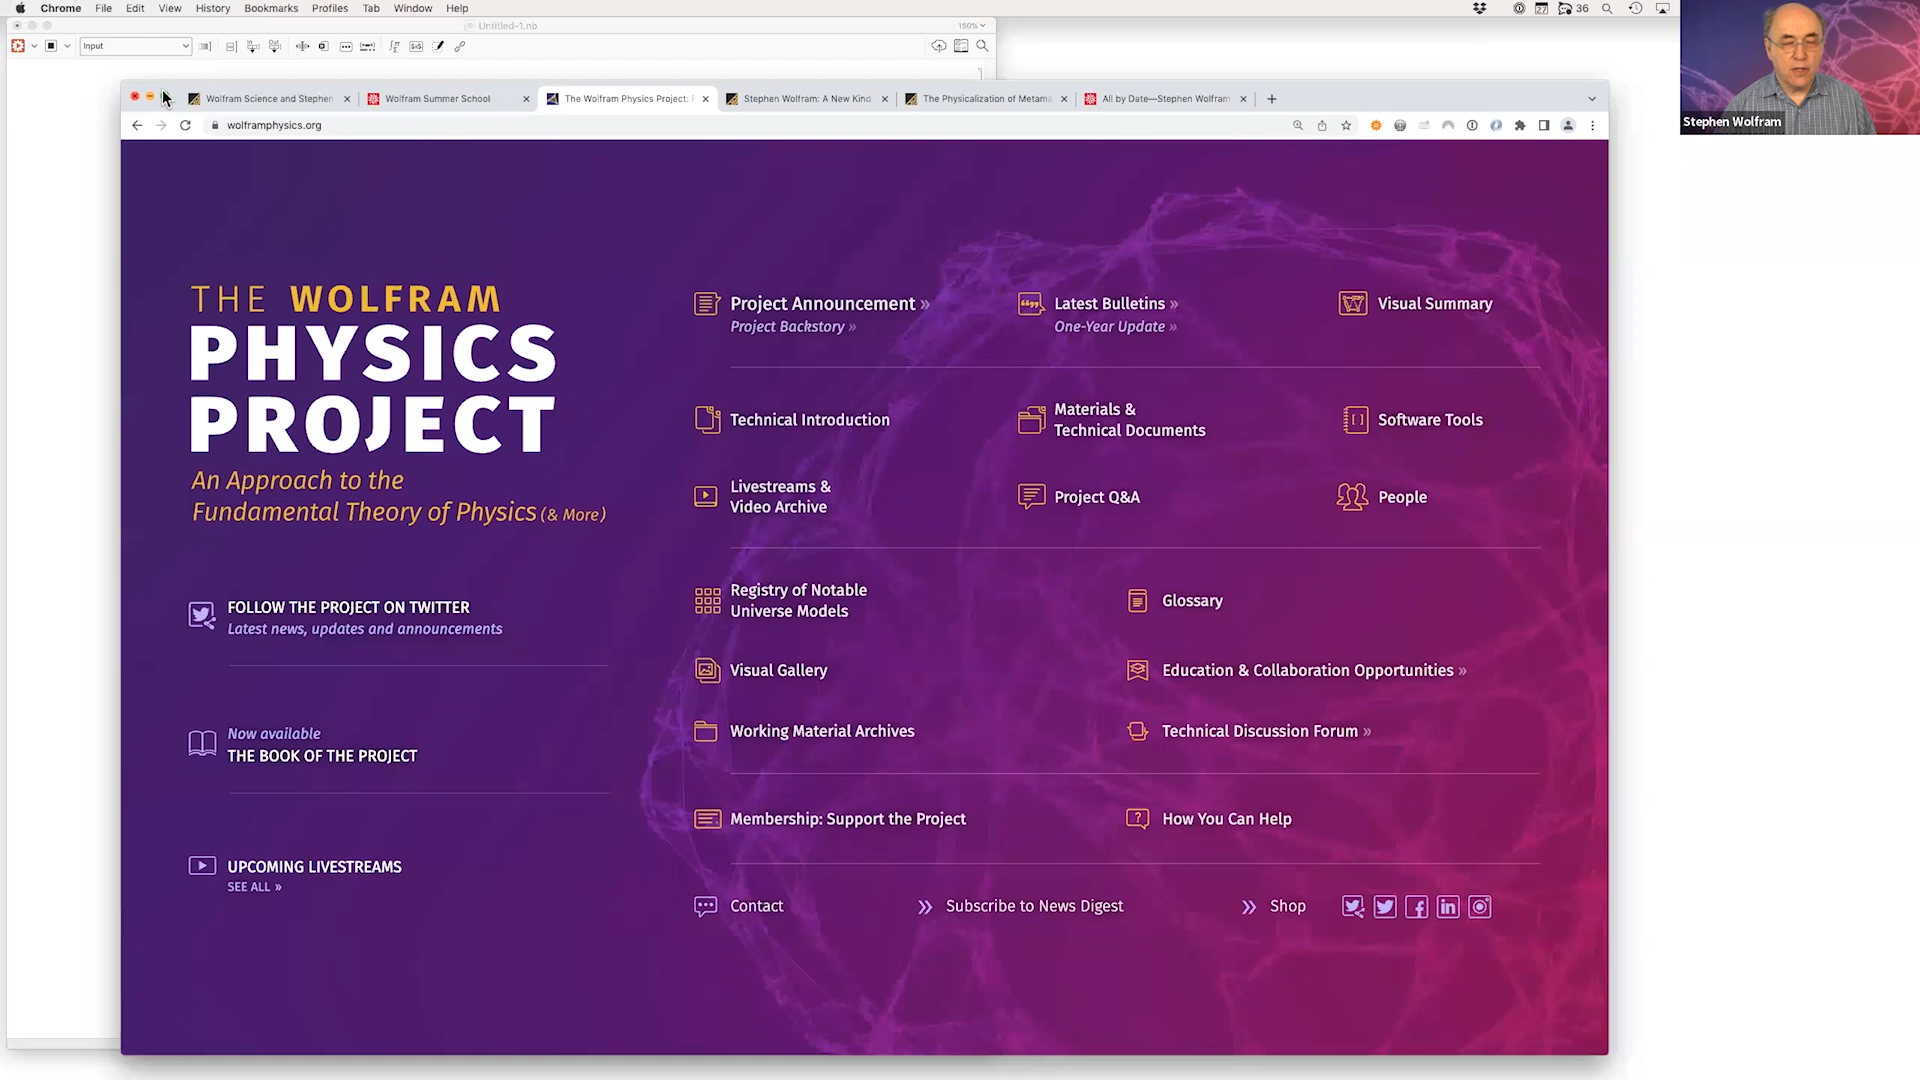 Chrome File Edit View History Bookmarks Profiles Tab Window Help
27
36
Untitled-1.nb
150%
Input
Stephen Wolfram
Wolfram Science and Stephen
Wolfram Summer School
The Wolfram Physics Project: F
Stephen Wolfram: A New Kind
The Physicalization of Metama
All by Date—Stephen Wolfram
wolframphysics.org
THE WOLFRAM
PHYSICS
PROJECT
An Approach to the
Fundamental Theory of Physics (& More)
FOLLOW THE PROJECT ON TWITTER
Latest news, updates and announcements
Now available
THE BOOK OF THE PROJECT
UPCOMING LIVESTREAMS
SEE ALL »
Project Announcement »
Project Backstory »
Latest Bulletins »
One-Year Update »
Visual Summary
Technical Introduction
Materials &
Technical Documents
Software Tools
Livestreams &
Video Archive
Project Q&A
People
Registry of Notable
Universe Models
Glossary
Visual Gallery
Education & Collaboration Opportunities »
Working Material Archives
Technical Discussion Forum »
Membership: Support the Project
How You Can Help
Contact
» Subscribe to News Digest
» Shop